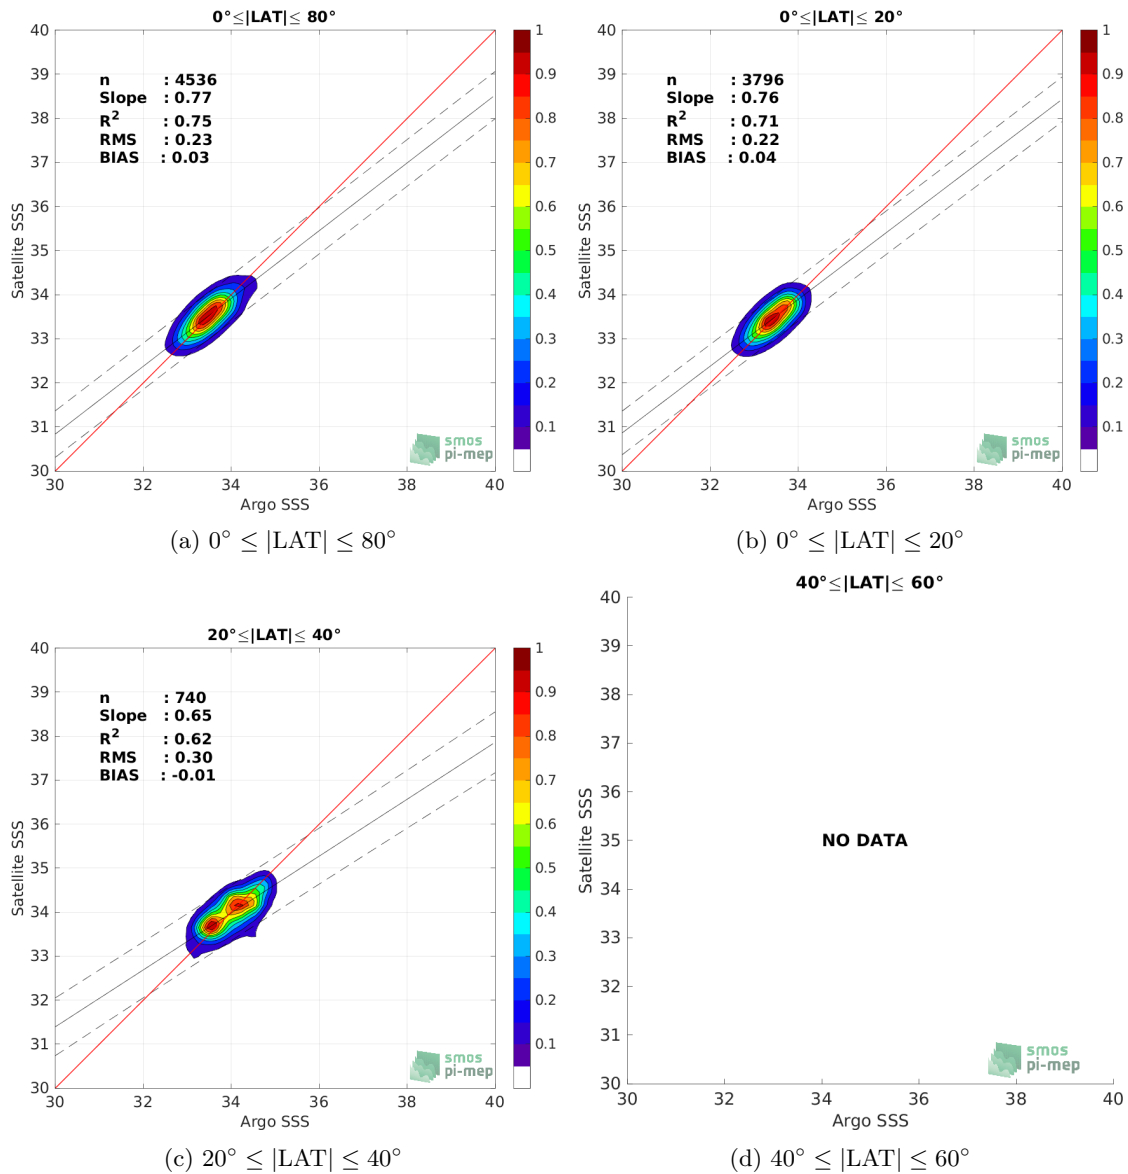 0°≤|LAT|≤ 80°
40
39
38
37
36
35
34
33
32
31
30
30
32
34
36
38
40
Satellite SSS
Argo SSS
n : 4536
Slope : 0.77
R² : 0.75
RMS : 0.23
BIAS : 0.03
1
0.9
0.8
0.7
0.6
0.5
0.4
0.3
0.2
0.1
smos
pi-mep
(a) 0° ≤ |LAT| ≤ 80°
0°≤|LAT|≤ 20°
40
39
38
37
36
35
34
33
32
31
30
30
32
34
36
38
40
Satellite SSS
Argo SSS
n : 3796
Slope : 0.76
R² : 0.71
RMS : 0.22
BIAS : 0.04
1
0.9
0.8
0.7
0.6
0.5
0.4
0.3
0.2
0.1
smos
pi-mep
(b) 0° ≤ |LAT| ≤ 20°
20°≤|LAT|≤ 40°
40
39
38
37
36
35
34
33
32
31
30
30
32
34
36
38
40
Satellite SSS
Argo SSS
n : 740
Slope : 0.65
R² : 0.62
RMS : 0.30
BIAS : -0.01
1
0.9
0.8
0.7
0.6
0.5
0.4
0.3
0.2
0.1
smos
pi-mep
(c) 20° ≤ |LAT| ≤ 40°
40°≤|LAT|≤ 60°
40
39
38
37
36
35
34
33
32
31
30
30
32
34
36
38
40
Satellite SSS
Argo SSS
NO DATA
smos
pi-mep
(d) 40° ≤ |LAT| ≤ 60°